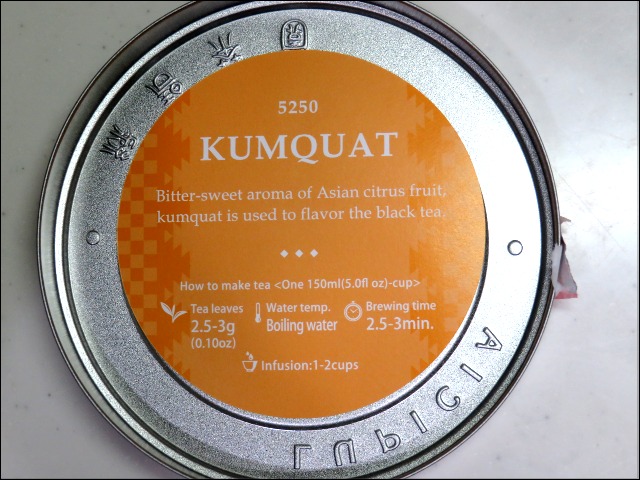 5250
KUMQUAT
Bitter-sweet aroma of Asian citrus fruit,
kumquat is used to flavor the black tea.
How to make tea <One 150ml(5.0fl oz)-cup>
Tea leaves
2.5-3g
(0.10oz)
Water temp.
Boiling water
Brewing time
2.5-3min.
Infusion:1-2cups
LUPICIA